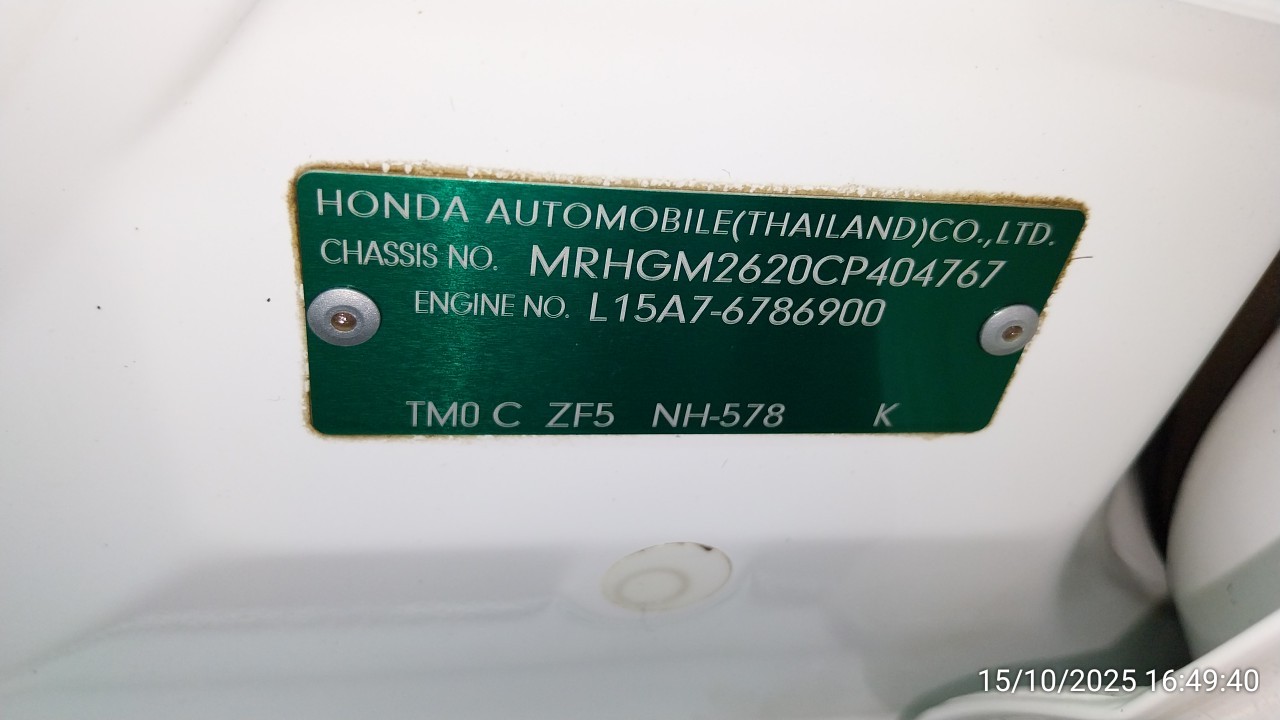 HONDA AUTOMOBILE(THAILAND)CO.,LTD.
CHASSIS NO. MRHGM2620CP404767
ENGINE NO. L15A7-6786900
TM0 C ZF5 NH-578 K
15/10/2025 16:49:40